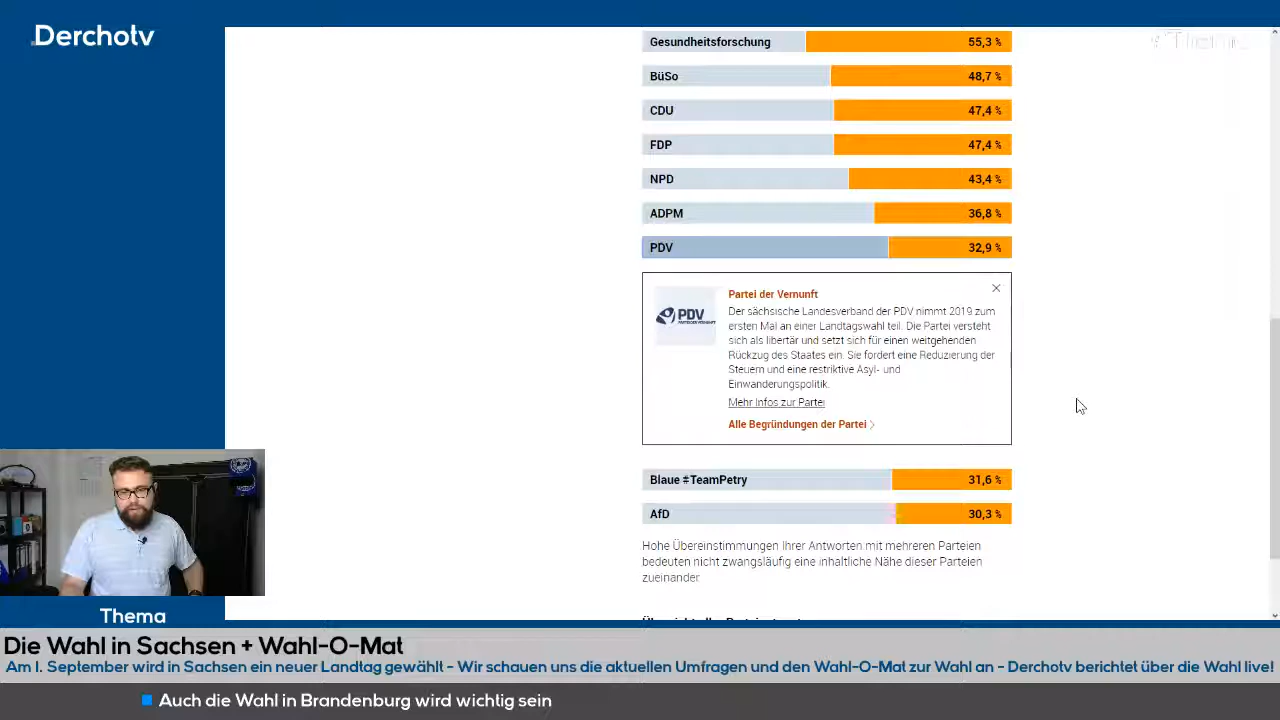 Derchotv
#Thema
Gesundheitsforschung 55,3 %
BüSo 48,7 %
CDU 47,4 %
FDP 47,4 %
NPD 43,4 %
ADPM 36,8 %
PDV 32,9 %
Partei der Vernunft
PDV
PARTEI DER VERNUNFT
Der sächsische Landesverband der PDV nimmt 2019 zum
ersten Mal an einer Landtagswahl teil. Die Partei versteht
sich als libertär und setzt sich für einen weitgehenden
Rückzug des Staates ein. Sie fordert eine Reduzierung der
Steuern und eine restriktive Asyl- und
Einwanderungspolitik.
Mehr Infos zur Partei
Alle Begründungen der Partei
Blaue #TeamPetry 31,6 %
AfD 30,3 %
Hohe Übereinstimmungen Ihrer Antworten mit mehreren Parteien
bedeuten nicht zwangsläufig eine inhaltliche Nähe dieser Parteien
zueinander
Thema
Die Wahl in Sachsen + Wahl-O-Mat
Am 1. September wird in Sachsen ein neuer Landtag gewählt - Wir schauen uns die aktuellen Umfragen und den Wahl-O-Mat zur Wahl an - Derchotv berichtet über die Wahl live!
Auch die Wahl in Brandenburg wird wichtig sein